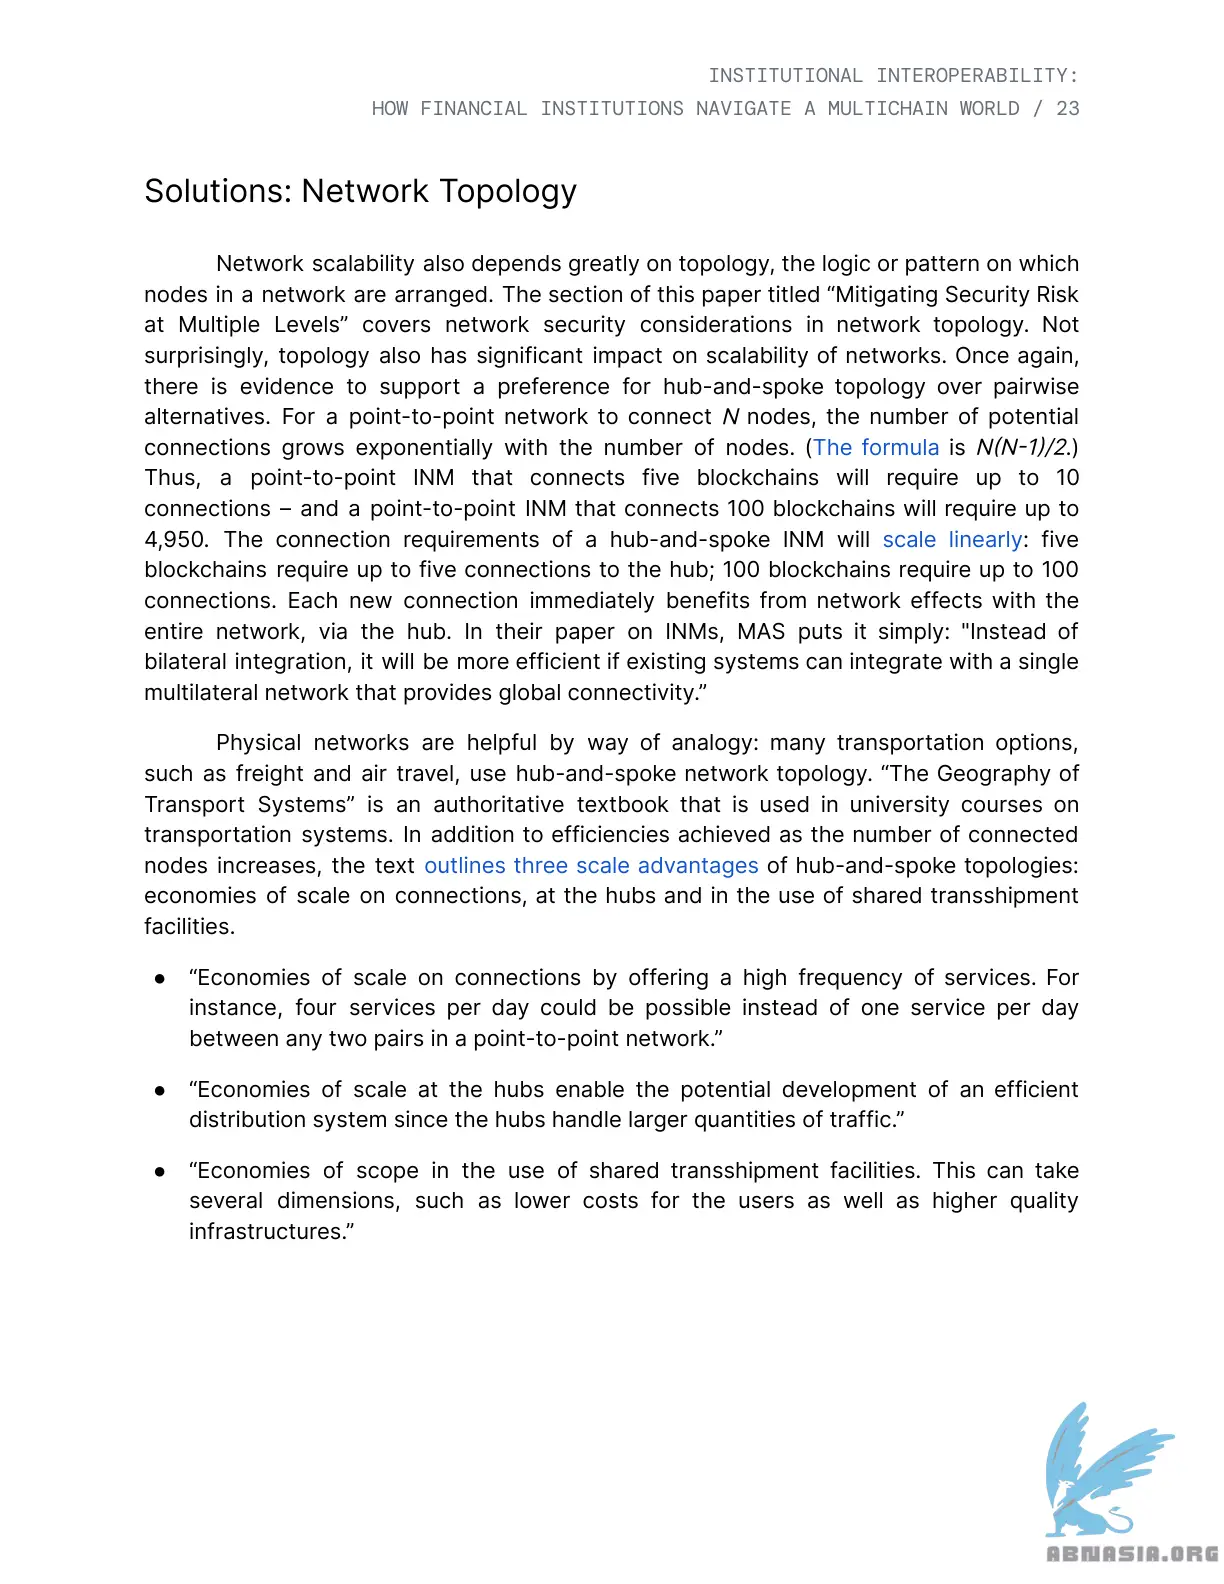 INSTITUTIONAL INTEROPERABILITY:
HOW FINANCIAL INSTITUTIONS NAVIGATE A MULTICHAIN WORLD / 23
Solutions: Network Topology
Network scalability also depends greatly on topology, the logic or pattern on which
nodes in a network are arranged. The section of this paper titled “Mitigating Security Risk
at Multiple Levels” covers network security considerations in network topology. Not
surprisingly, topology also has significant impact on scalability of networks. Once again,
there is evidence to support a preference for hub-and-spoke topology over pairwise
alternatives. For a point-to-point network to connect N nodes, the number of potential
connections grows exponentially with the number of nodes. (The formula is N(N-1)/2.)
Thus, a point-to-point INM that connects five blockchains will require up to 10
connections – and a point-to-point INM that connects 100 blockchains will require up to
4,950. The connection requirements of a hub-and-spoke INM will scale linearly: five
blockchains require up to five connections to the hub; 100 blockchains require up to 100
connections. Each new connection immediately benefits from network effects with the
entire network, via the hub. In their paper on INMs, MAS puts it simply: "Instead of
bilateral integration, it will be more efficient if existing systems can integrate with a single
multilateral network that provides global connectivity.”
Physical networks are helpful by way of analogy: many transportation options,
such as freight and air travel, use hub-and-spoke network topology. “The Geography of
Transport Systems” is an authoritative textbook that is used in university courses on
transportation systems. In addition to efficiencies achieved as the number of connected
nodes increases, the text outlines three scale advantages of hub-and-spoke topologies:
economies of scale on connections, at the hubs and in the use of shared transshipment
facilities.
● “Economies of scale on connections by offering a high frequency of services. For
instance, four services per day could be possible instead of one service per day
between any two pairs in a point-to-point network.”
● “Economies of scale at the hubs enable the potential development of an efficient
distribution system since the hubs handle larger quantities of traffic.”
● “Economies of scope in the use of shared transshipment facilities. This can take
several dimensions, such as lower costs for the users as well as higher quality
infrastructures.”
ABNASIA.ORG